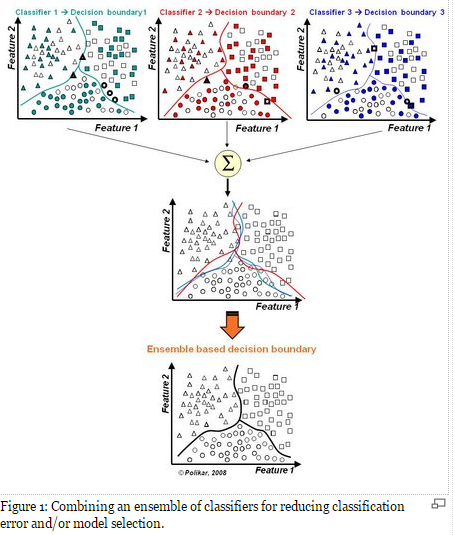 Classifier 1 → Decision boundary1
Classifier 2 → Decision boundary 2
Classifier 3 → Decision boundary 3
Feature 2
Feature 1
Feature 2
Feature 1
Feature 2
Feature 1
Σ
Feature 2
Feature 1
Ensemble based decision boundary
Feature 2
Feature 1
© Polikar, 2008
Figure 1: Combining an ensemble of classifiers for reducing classification
error and/or model selection.